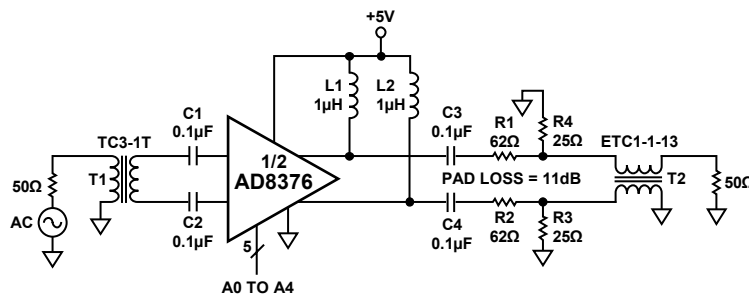 +5V
L1
1µH
L2
1µH
C1
0.1µF
C3
0.1µF
R1
62Ω
R4
25Ω
TC3-1T
ETC1-1-13
50Ω
T1
1/2
AD8376
PAD LOSS = 11dB
T2
50Ω
AC
C2
0.1µF
5
C4
0.1µF
R2
62Ω
R3
25Ω
A0 TO A4